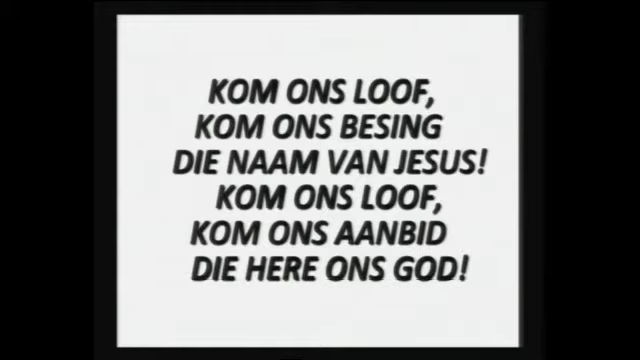 KOM ONS LOOF,
KOM ONS BESING
DIE NAAM VAN JESUS!
KOM ONS LOOF,
KOM ONS AANBID
DIE HERE ONS GOD!